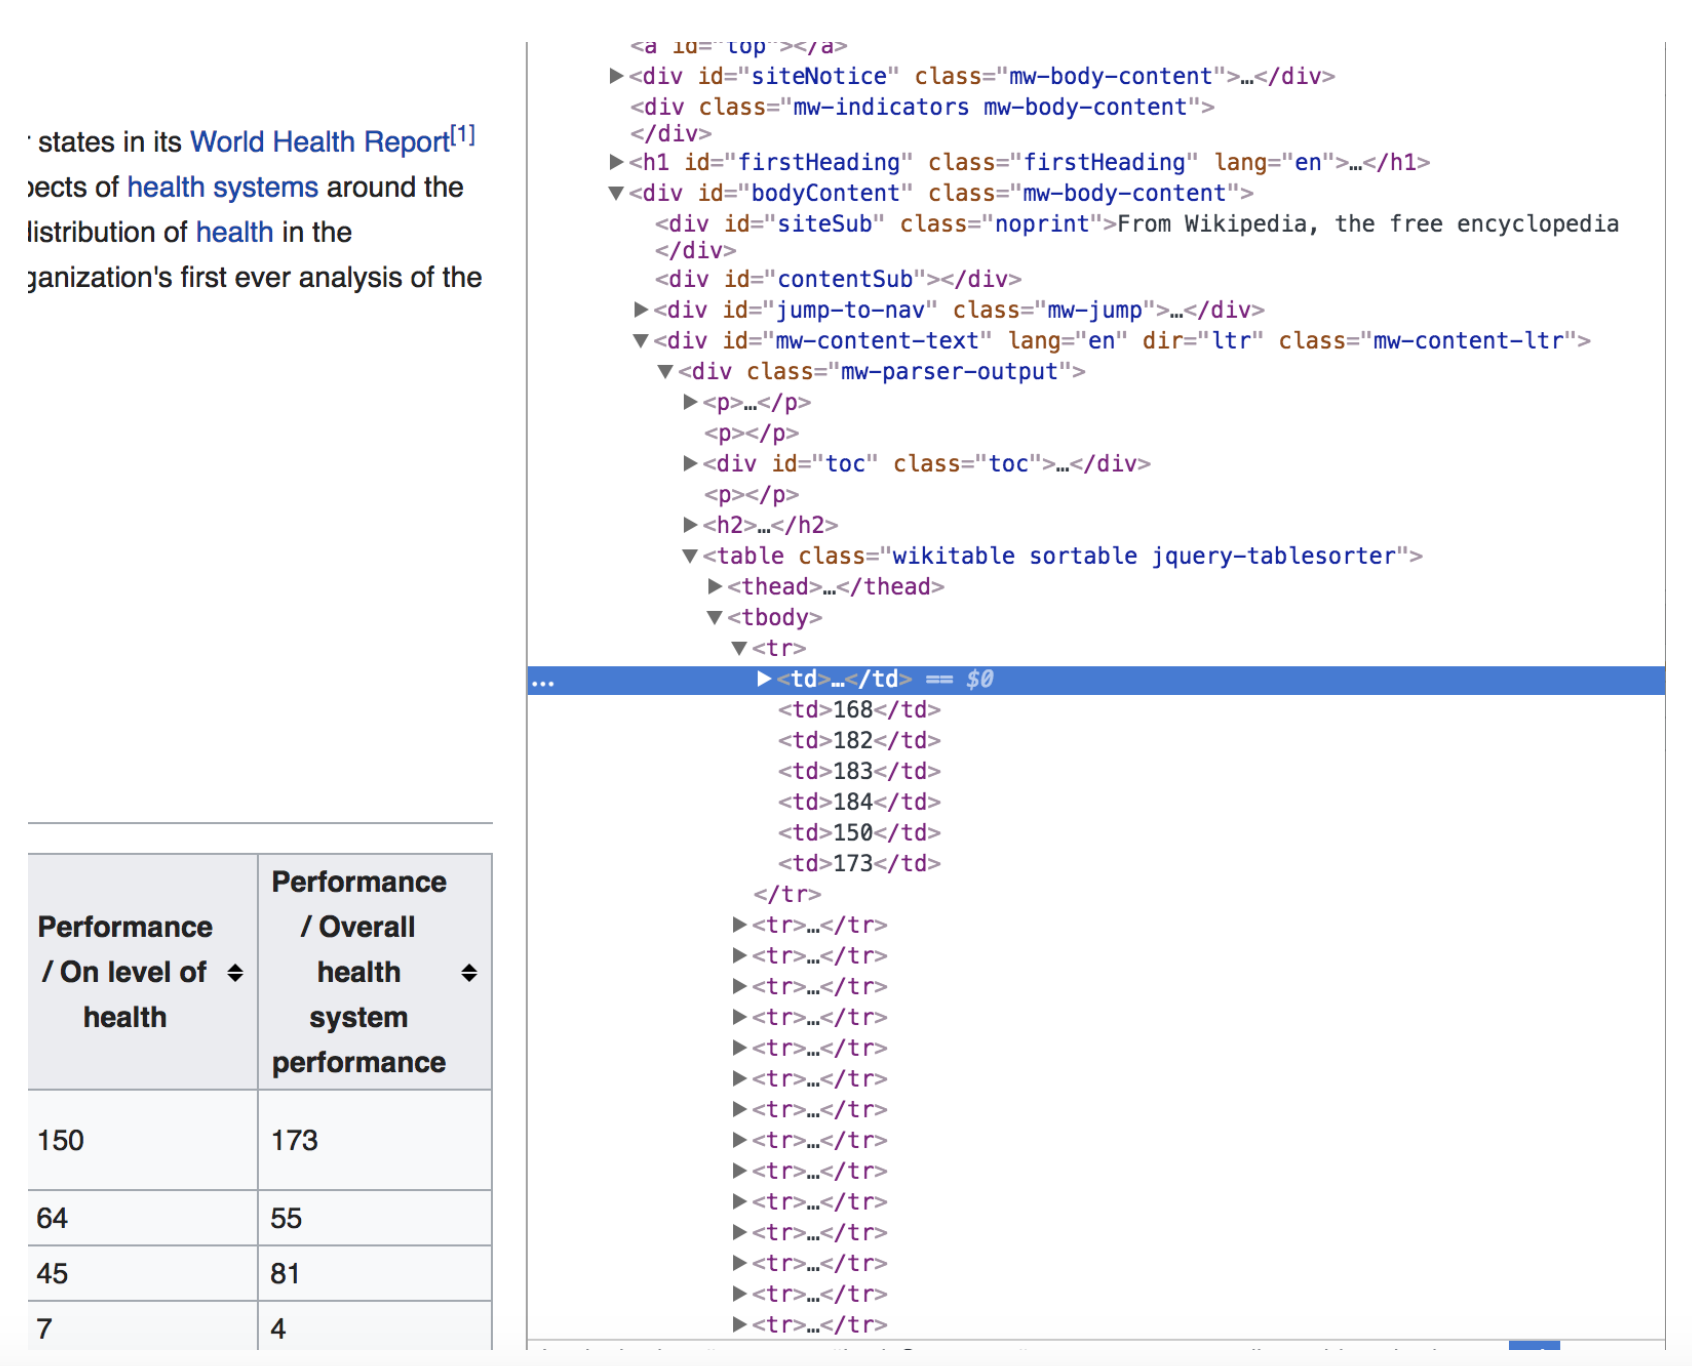 states in its World Health Report[1]
pects of health systems around the
listribution of health in the
ganization's first ever analysis of the
Performance / On level of health
Performance / Overall health system performance
150 173
64 55
45 81
7 4
<a id="top"></a>
▶<div id="siteNotice" class="mw-body-content">…</div>
<div class="mw-indicators mw-body-content">
</div>
▶<h1 id="firstHeading" class="firstHeading" lang="en">…</h1>
▼<div id="bodyContent" class="mw-body-content">
<div id="siteSub" class="noprint">From Wikipedia, the free encyclopedia
</div>
<div id="contentSub"></div>
▶<div id="jump-to-nav" class="mw-jump">…</div>
▼<div id="mw-content-text" lang="en" dir="ltr" class="mw-content-ltr">
▼<div class="mw-parser-output">
▶<p>…</p>
<p></p>
▶<div id="toc" class="toc">…</div>
<p></p>
▶<h2>…</h2>
▼<table class="wikitable sortable jquery-tablesorter">
▶<thead>…</thead>
▼<tbody>
▼<tr>
… ▶<td>…</td> == $0
<td>168</td>
<td>182</td>
<td>183</td>
<td>184</td>
<td>150</td>
<td>173</td>
</tr>
▶<tr>…</tr>
▶<tr>…</tr>
▶<tr>…</tr>
▶<tr>…</tr>
▶<tr>…</tr>
▶<tr>…</tr>
▶<tr>…</tr>
▶<tr>…</tr>
▶<tr>…</tr>
▶<tr>…</tr>
▶<tr>…</tr>
▶<tr>…</tr>
▶<tr>…</tr>
▶<tr>…</tr>